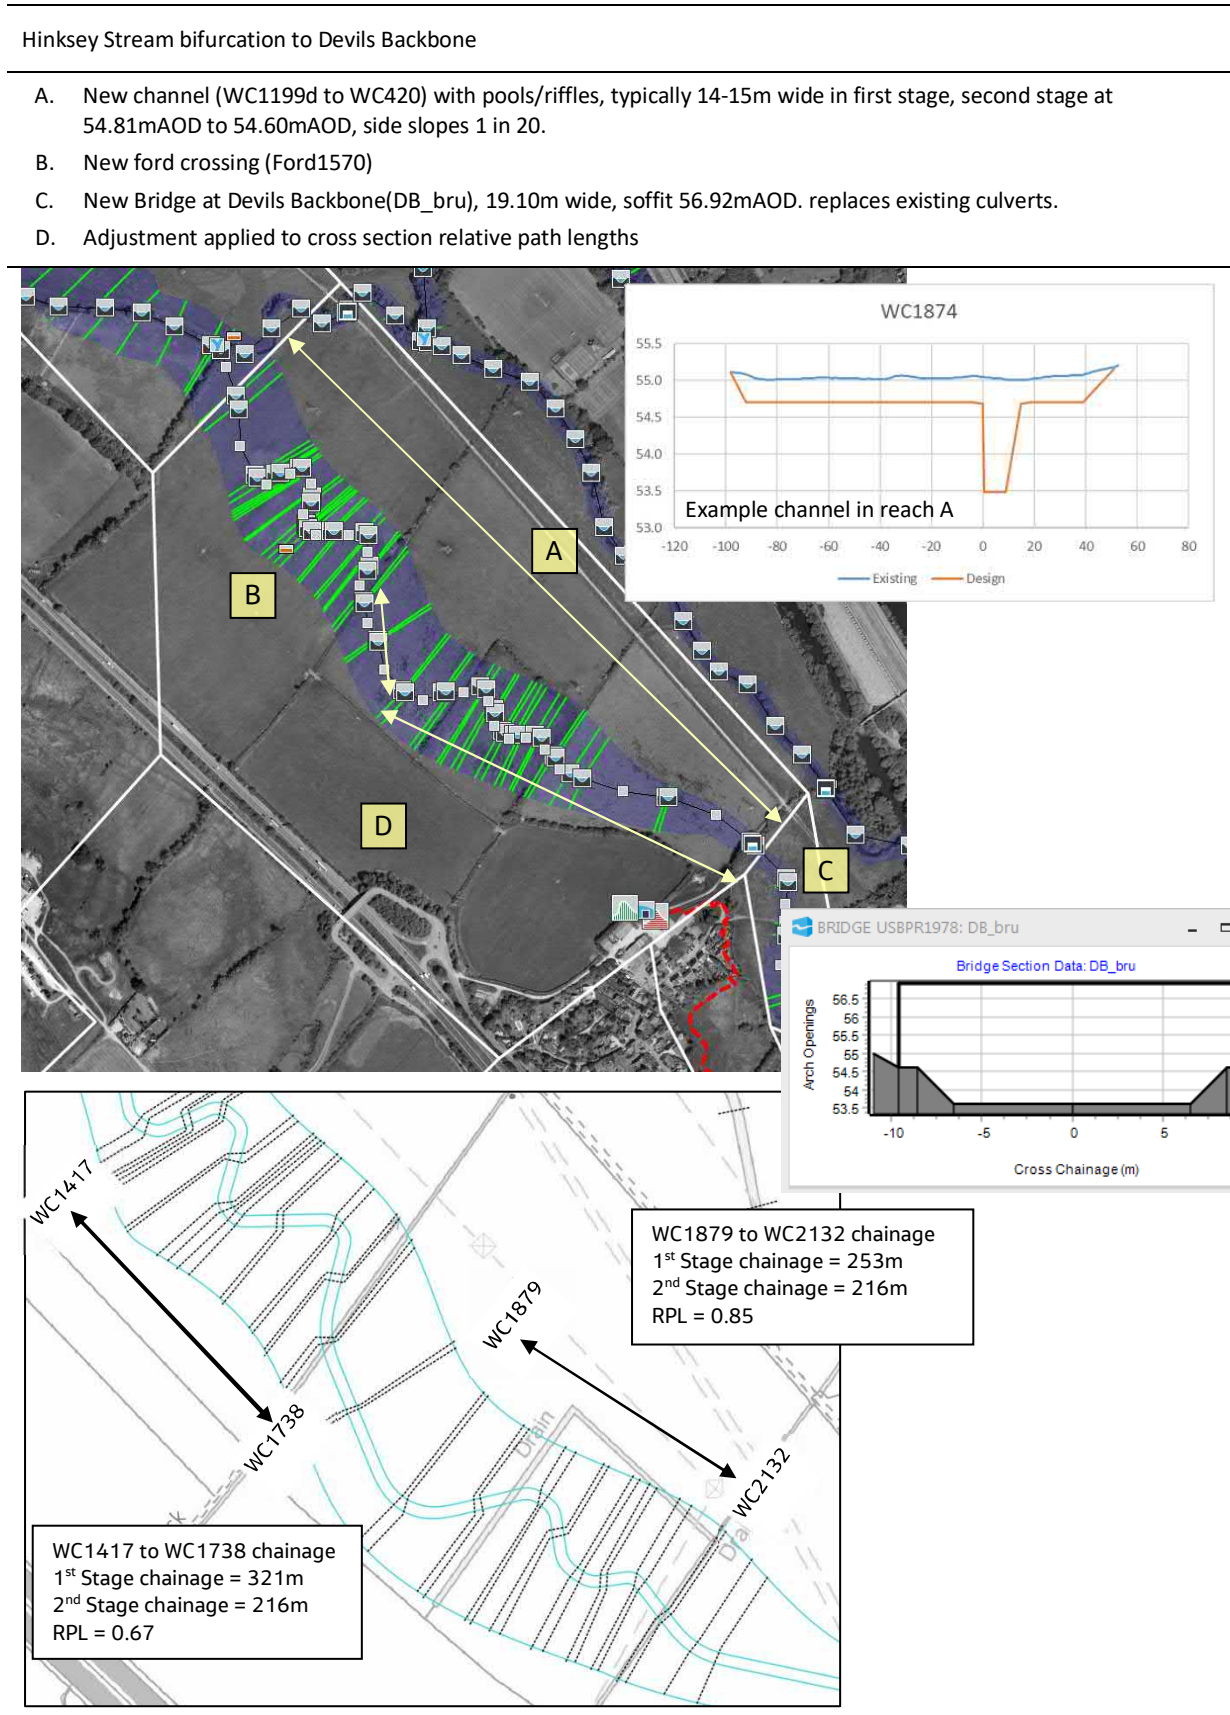 Hinksey Stream bifurcation to Devils Backbone
A. New channel (WC1199d to WC420) with pools/riffles, typically 14-15m wide in first stage, second stage at
54.81mAOD to 54.60mAOD, side slopes 1 in 20.
B. New ford crossing (Ford1570)
C. New Bridge at Devils Backbone(DB_bru), 19.10m wide, soffit 56.92mAOD. replaces existing culverts.
D. Adjustment applied to cross section relative path lengths
WC1874
55.5
55.0
54.5
54.0
53.5
53.0
Example channel in reach A
-120 -100 -80 -60 -40 -20 0 20 40 60 80
Existing Design
A
B
D
C
BRIDGE USBPR1978: DB_bru
Bridge Section Data: DB_bru
Arch Openings
56.5
56
55.5
55
54.5
54
53.5
-10 -5 0 5
Cross Chainage (m)
WC1417
WC1738
WC1879
WC2132
Drain
Dra
WC1879 to WC2132 chainage
1st Stage chainage = 253m
2nd Stage chainage = 216m
RPL = 0.85
WC1417 to WC1738 chainage
1st Stage chainage = 321m
2nd Stage chainage = 216m
RPL = 0.67